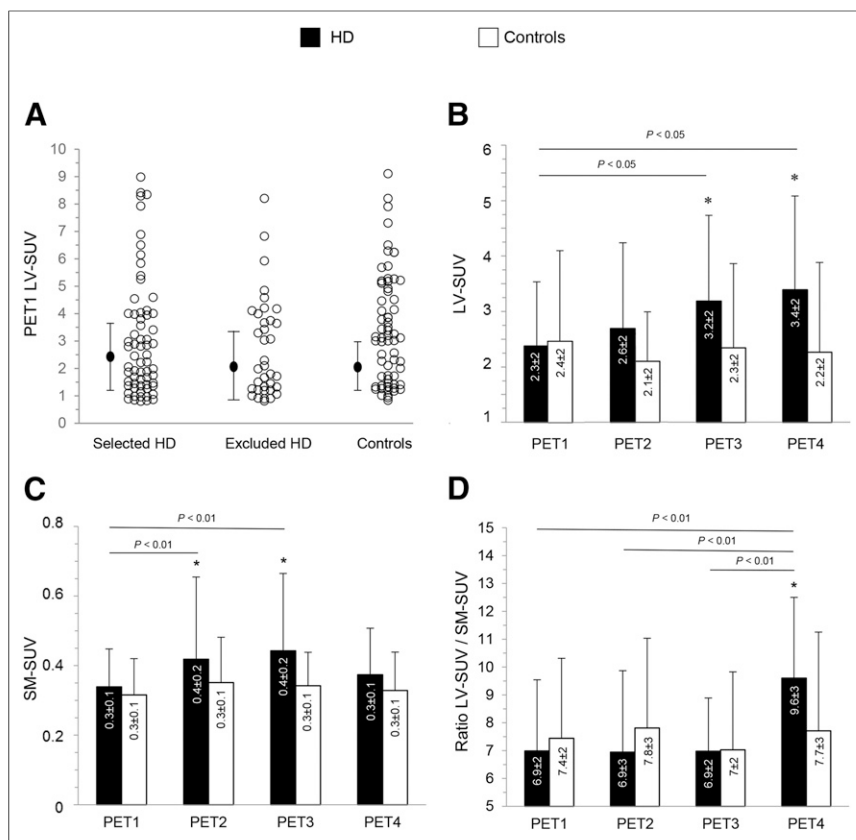 HD Controls
A
PET1 LV-SUV
10
9
8
7
6
5
4
3
2
1
0
Selected HD Excluded HD Controls
B
LV-SUV
6
5
4
3
2
1
P < 0.05
P < 0.05
* *
2.3±2 2.4±2 2.6±2 2.1±2 3.2±2 2.3±2 3.4±2 2.2±2
PET1 PET2 PET3 PET4
C
SM-SUV
0.8
0.6
0.4
0.2
0
P < 0.01
P < 0.01
* *
0.3±0.1 0.3±0.1 0.4±0.2 0.3±0.1 0.4±0.2 0.3±0.1 0.3±0.1 0.3±0.1
PET1 PET2 PET3 PET4
D
Ratio LV-SUV / SM-SUV
15
14
13
12
11
10
9
8
7
6
5
P < 0.01
P < 0.01
P < 0.01
*
6.9±2 7.4±2 6.9±3 7.8±3 6.9±2 7±2 9.6±3 7.7±3
PET1 PET2 PET3 PET4